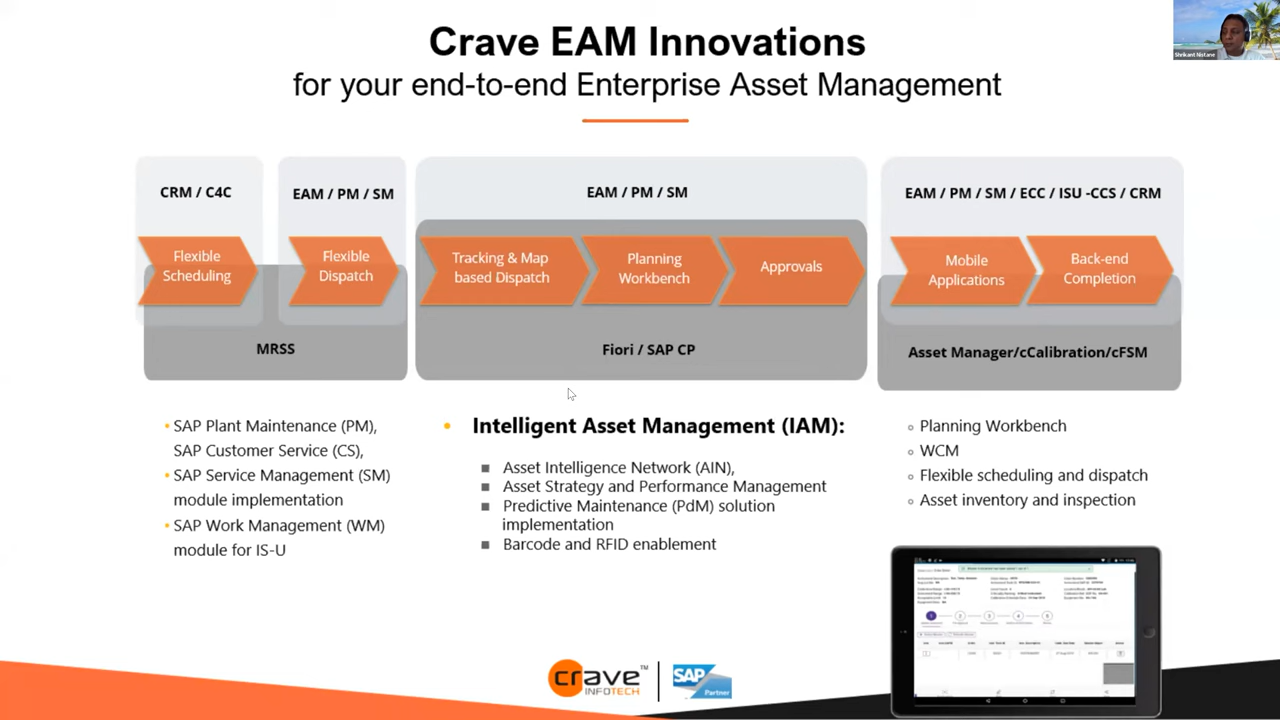 Crave EAM Innovations
for your end-to-end Enterprise Asset Management
Shrikant Nistane
CRM / C4C
EAM / PM / SM
EAM / PM / SM
EAM / PM / SM / ECC / ISU -CCS / CRM
Flexible
Scheduling
Flexible
Dispatch
Tracking & Map
based Dispatch
Planning
Workbench
Approvals
Mobile
Applications
Back-end
Completion
MRSS
Fiori / SAP CP
Asset Manager/cCalibration/cFSM
• SAP Plant Maintenance (PM),
SAP Customer Service (CS),
• SAP Service Management (SM)
module implementation
• SAP Work Management (WM)
module for IS-U
• Intelligent Asset Management (IAM):
■ Asset Intelligence Network (AIN),
■ Asset Strategy and Performance Management
■ Predictive Maintenance (PdM) solution
implementation
■ Barcode and RFID enablement
o Planning Workbench
o WCM
o Flexible scheduling and dispatch
o Asset inventory and inspection
crave™
INFOTECH
SAP
Partner